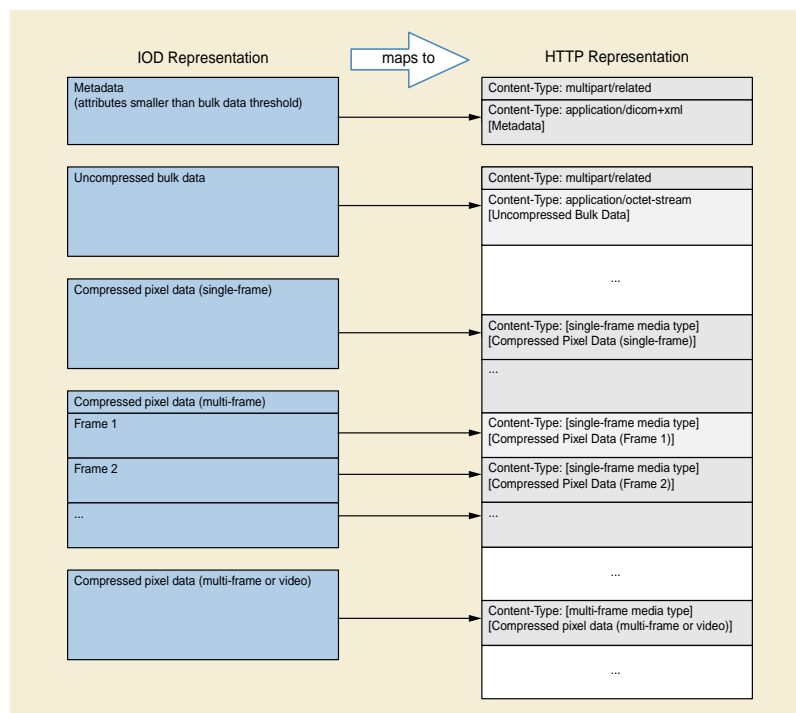 IOD Representation
maps to
HTTP Representation
Metadata
(attributes smaller than bulk data threshold)
Content-Type: multipart/related
Content-Type: application/dicom+xml
[Metadata]
Uncompressed bulk data
Content-Type: multipart/related
Content-Type: application/octet-stream
[Uncompressed Bulk Data]
...
Compressed pixel data (single-frame)
Content-Type: [single-frame media type]
[Compressed Pixel Data (single-frame)]
...
Compressed pixel data (multi-frame)
Frame 1
Content-Type: [single-frame media type]
[Compressed Pixel Data (Frame 1)]
Frame 2
Content-Type: [single-frame media type]
[Compressed Pixel Data (Frame 2)]
...
...
...
Compressed pixel data (multi-frame or video)
Content-Type: [multi-frame media type]
[Compressed pixel data (multi-frame or video)]
...